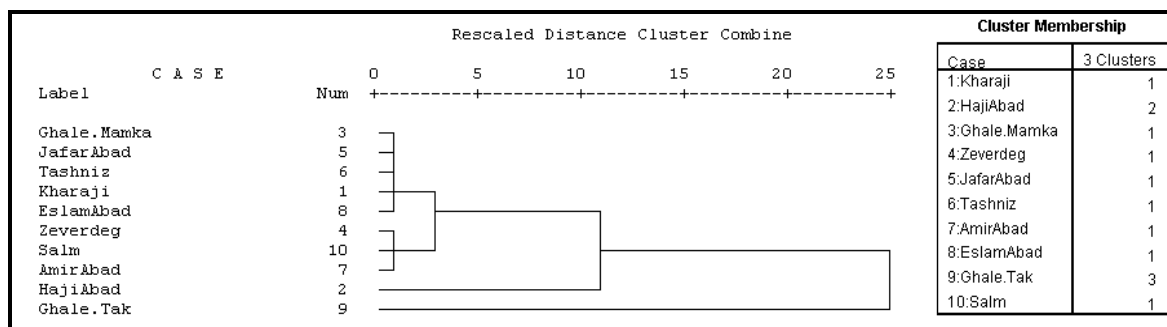 Rescaled Distance Cluster Combine
C A S E 0 5 10 15 20 25
Label Num +---------+---------+---------+---------+---------+
Ghale.Mamka 3
JafarAbad 5
Tashniz 6
Kharaji 1
EslamAbad 8
Zeverdeg 4
Salm 10
AmirAbad 7
HajiAbad 2
Ghale.Tak 9
Cluster Membership
Case 3 Clusters
1:Kharaji 1
2:HajiAbad 2
3:Ghale.Mamka 1
4:Zeverdeg 1
5:JafarAbad 1
6:Tashniz 1
7:AmirAbad 1
8:EslamAbad 1
9:Ghale.Tak 3
10:Salm 1